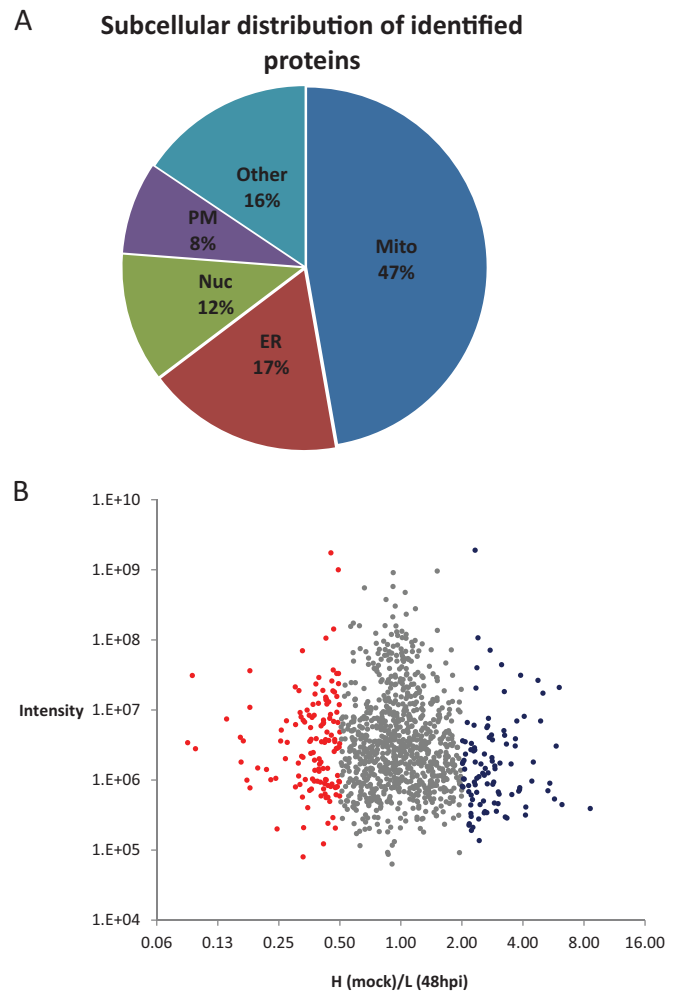 A
Subcellular distribution of identified
proteins
Other
16%
PM
8%
Mito
47%
Nuc
12%
ER
17%
B
1.E+10
1.E+09
1.E+08
1.E+07
Intensity
1.E+06
1.E+05
1.E+04
0.06 0.13 0.25 0.50 1.00 2.00 4.00 8.00 16.00
H (mock)/L (48hpi)